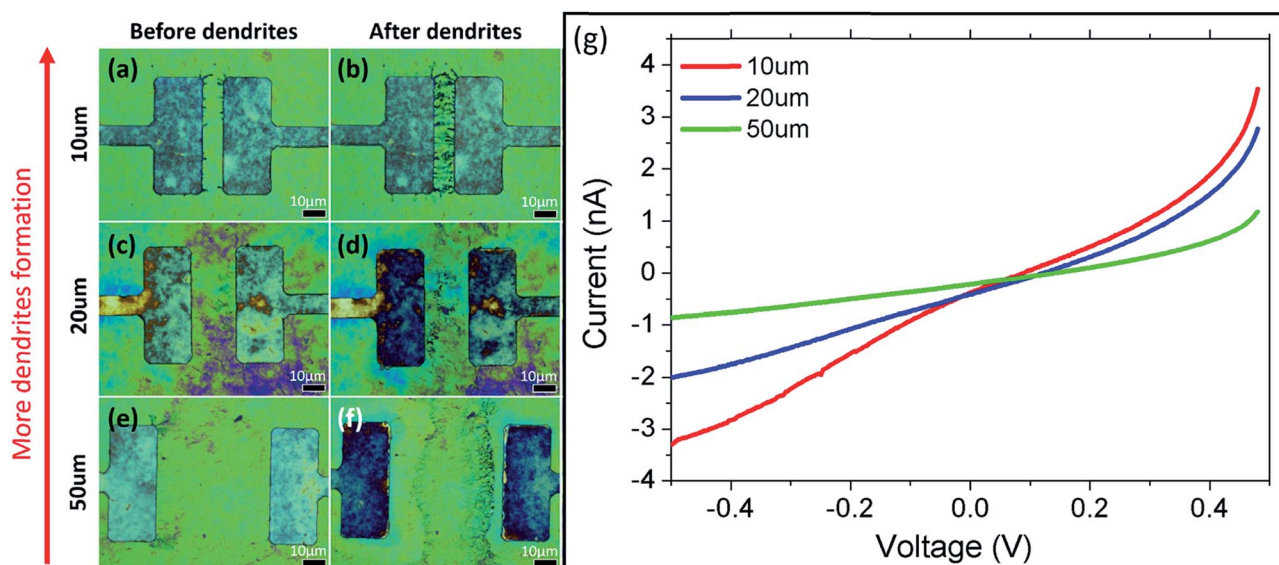 Before dendrites
After dendrites
More dendrites formation
10um
(a)
10μm
(b)
10μm
20um
(c)
10μm
(d)
10μm
50um
(e)
10μm
(f)
10μm
(g)
10um
20um
50um
Current (nA)
4
3
2
1
0
-1
-2
-3
-4
-0.4
-0.2
0.0
0.2
0.4
Voltage (V)